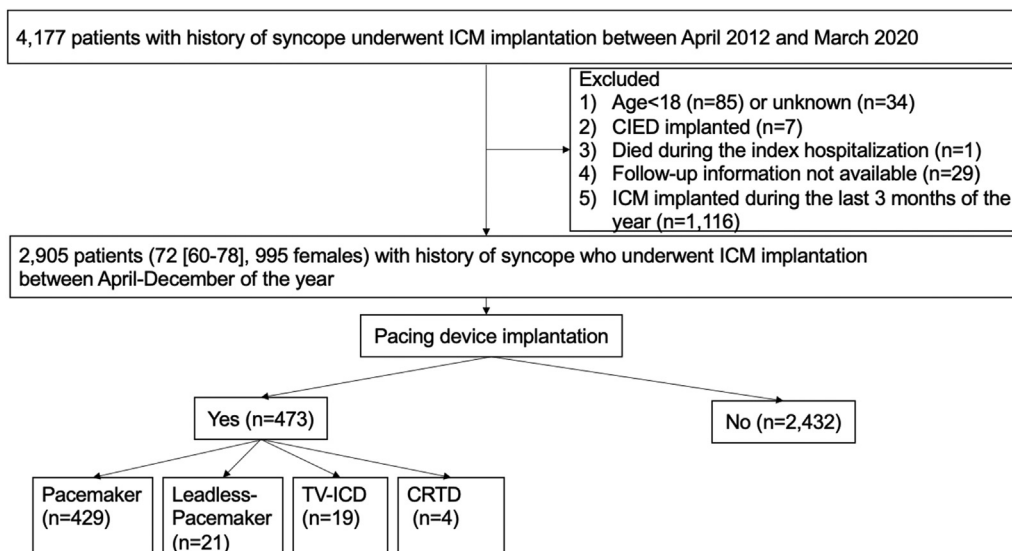 4,177 patients with history of syncope underwent ICM implantation between April 2012 and March 2020
Excluded
1) Age<18 (n=85) or unknown (n=34)
2) CIED implanted (n=7)
3) Died during the index hospitalization (n=1)
4) Follow-up information not available (n=29)
5) ICM implanted during the last 3 months of the
year (n=1,116)
2,905 patients (72 [60-78], 995 females) with history of syncope who underwent ICM implantation
between April-December of the year
Pacing device implantation
Yes (n=473)
No (n=2,432)
Pacemaker
(n=429)
Leadless-
Pacemaker
(n=21)
TV-ICD
(n=19)
CRTD
(n=4)